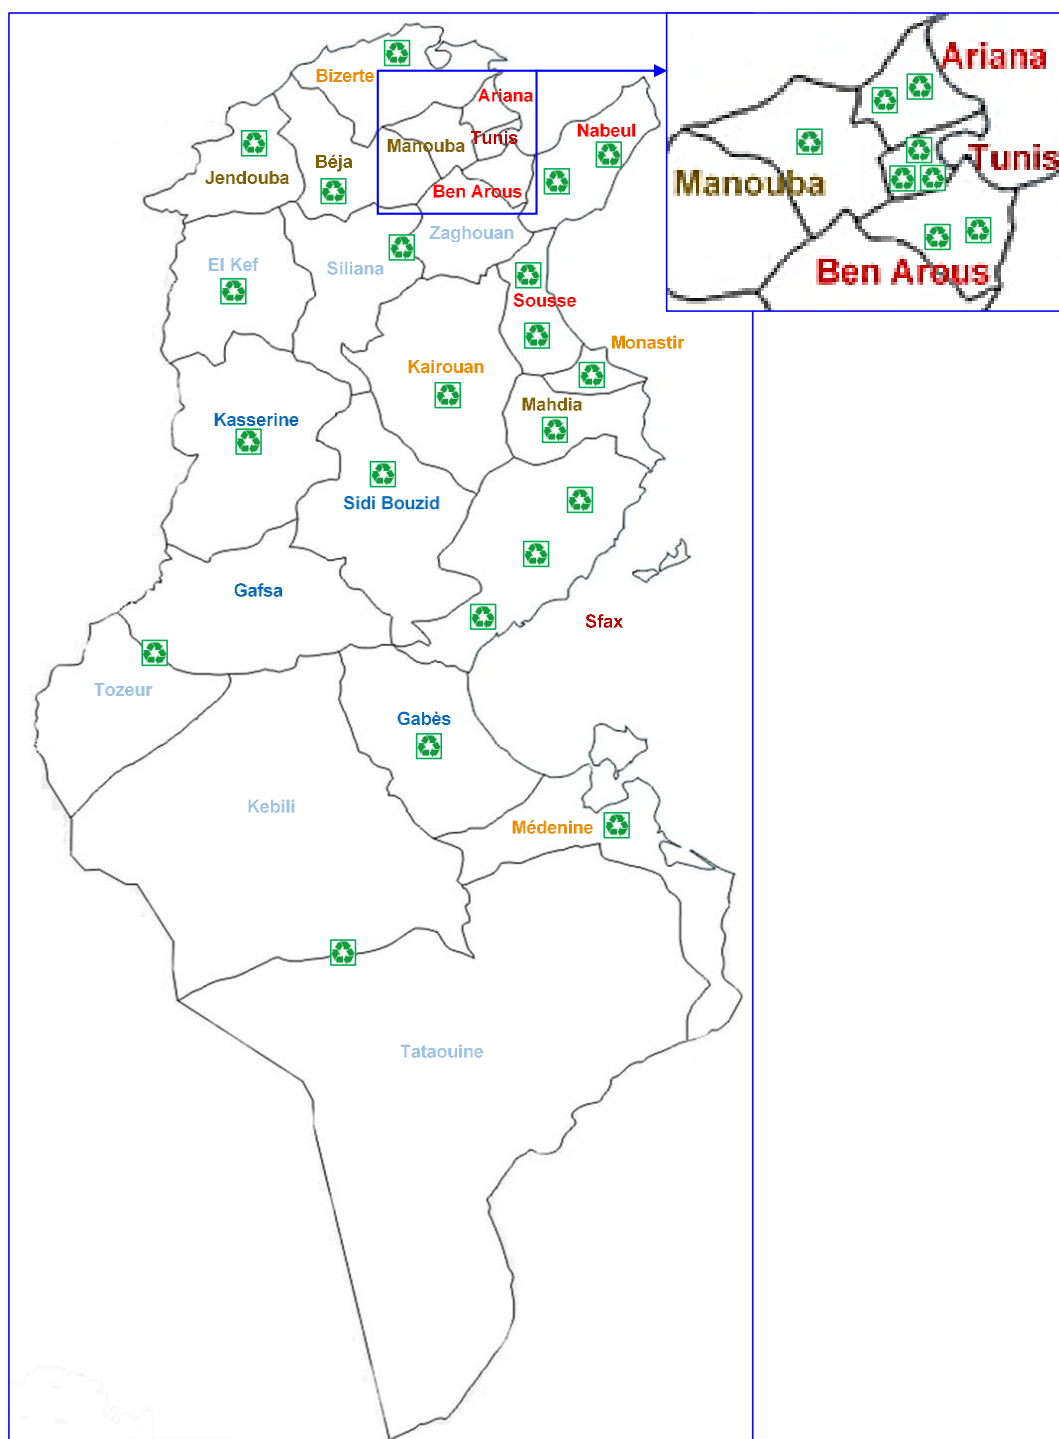 Bizerte
Ariana
Nabeul
Tunis
Manouba
Béja
Jendouba
Ben Arous
Zaghouan
El Kef
Siliana
Sousse
Monastir
Kairouan
Mahdia
Kasserine
Sidi Bouzid
Gafsa
Sfax
Tozeur
Gabès
Kebili
Médenine
Tataouine
Ariana
Tunis
Manouba
Ben Arous